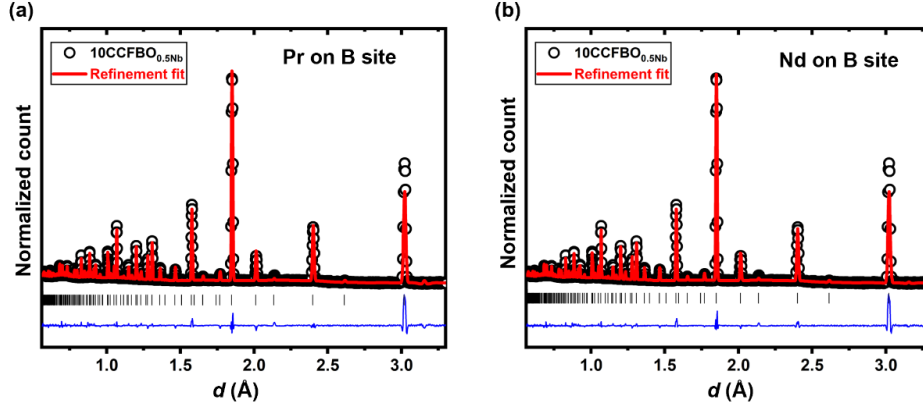 (a)
10CCFBO0.5Nb
Refinement fit
Pr on B site
Normalized count
1.0 1.5 2.0 2.5 3.0
d (Å)
(b)
10CCFBO0.5Nb
Refinement fit
Nd on B site
Normalized count
1.0 1.5 2.0 2.5 3.0
d (Å)